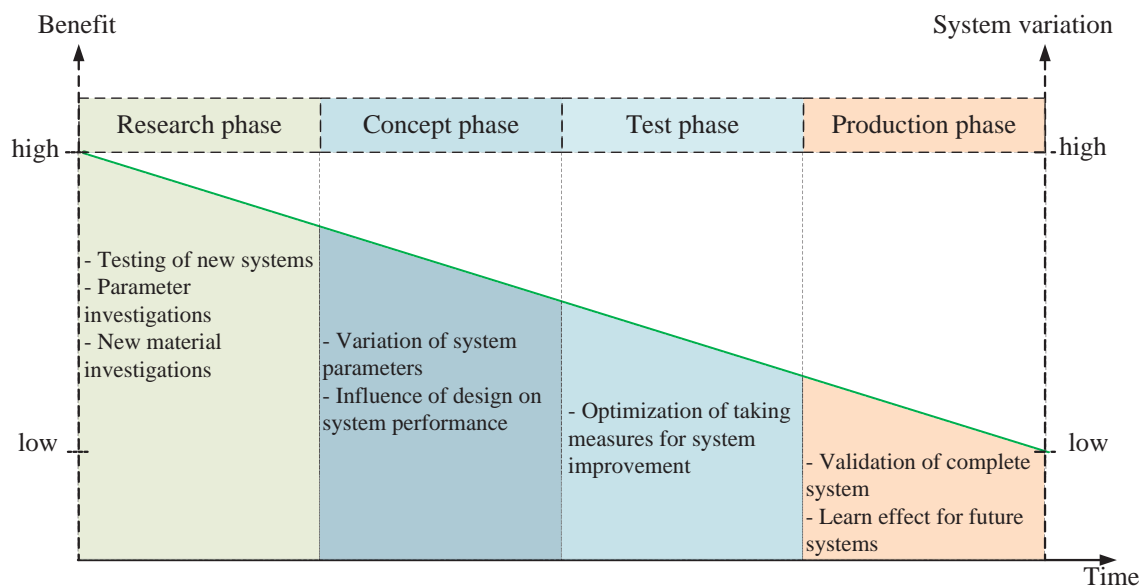 Benefit
System variation
Research phase
Concept phase
Test phase
Production phase
high
high
- Testing of new systems
- Parameter
investigations
- New material
investigations
- Variation of system
parameters
- Influence of design on
system performance
- Optimization of taking
measures for system
improvement
low
low
- Validation of complete
system
- Learn effect for future
systems
Time